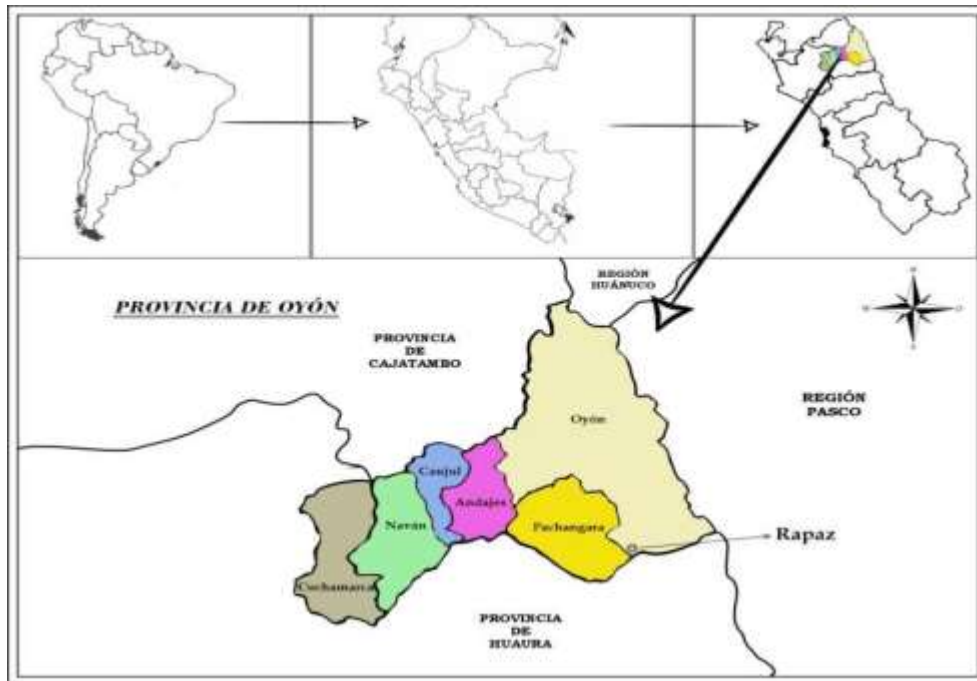 REGIÓN
HUÁNUCO
PROVINCIA DE OYÓN
PROVINCIA
DE
CAJATAMBO
REGIÓN
PASCO
Oyón
Caujul
Andajes
Naván
Pachangara
Rapaz
Cochamarca
PROVINCIA
DE
HUAURA